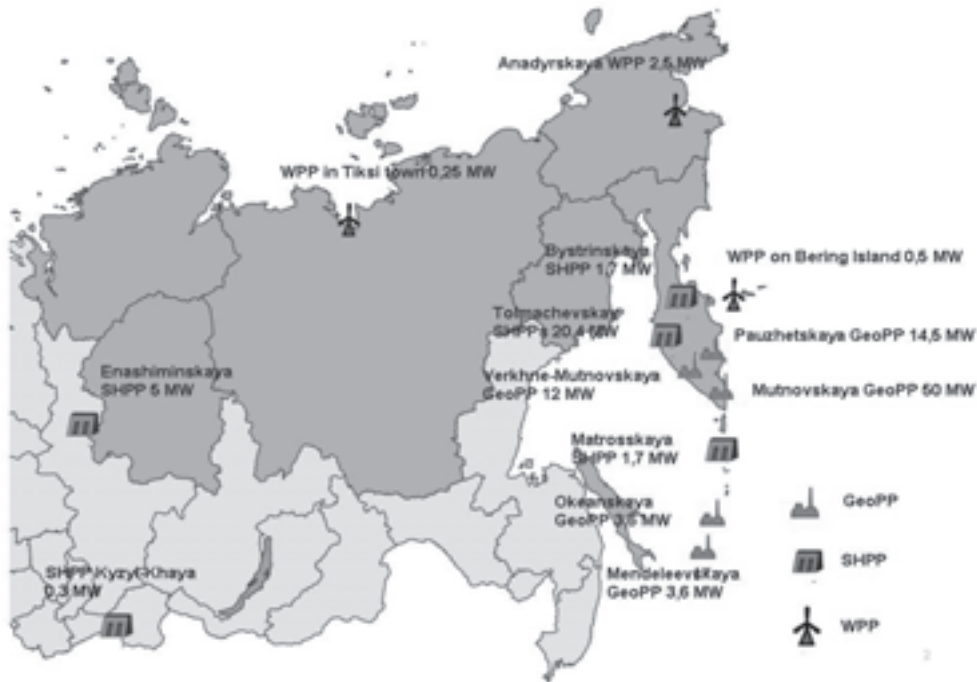 Anadyrskaya WPP 2,5 MW
WPP in Tiksi town 0,25 MW
Bystrinskaya
SHPP 1,7 MW
WPP on Bering Island 0,5 MW
Tolmachevskay
SHPPs 20,4 MW
Pauzhetskaya GeoPP 14,5 MW
Enashiminskaya
SHPP 5 MW
Verkhne-Mutnovskaya
GeoPP 12 MW
Mutnovskaya GeoPP 50 MW
Matrosskaya
SHPP 1,7 MW
Okeanskaya
GeoPP 3,6 MW
GeoPP
SHPP Kyzyl-Khaya
0,3 MW
SHPP
Mendeleevskaya
GeoPP 3,6 MW
WPP
2